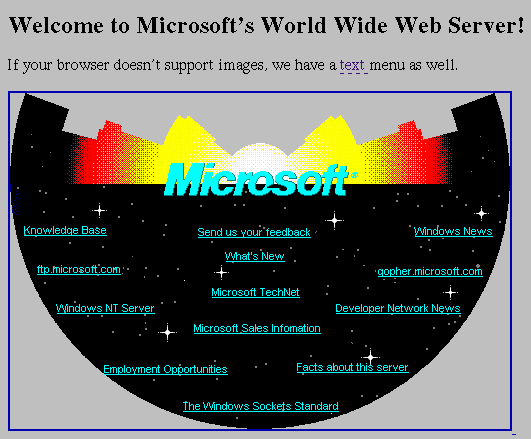 Welcome to Microsoft's World Wide Web Server!
If your browser doesn't support images, we have a text menu as well.
Microsoft®
Knowledge Base
Send us your feedback
Windows News
What's New
ftp.microsoft.com
gopher.microsoft.com
Microsoft TechNet
Windows NT Server
Developer Network News
Microsoft Sales Infomation
Employment Opportunities
Facts about this server
The Windows Sockets Standard